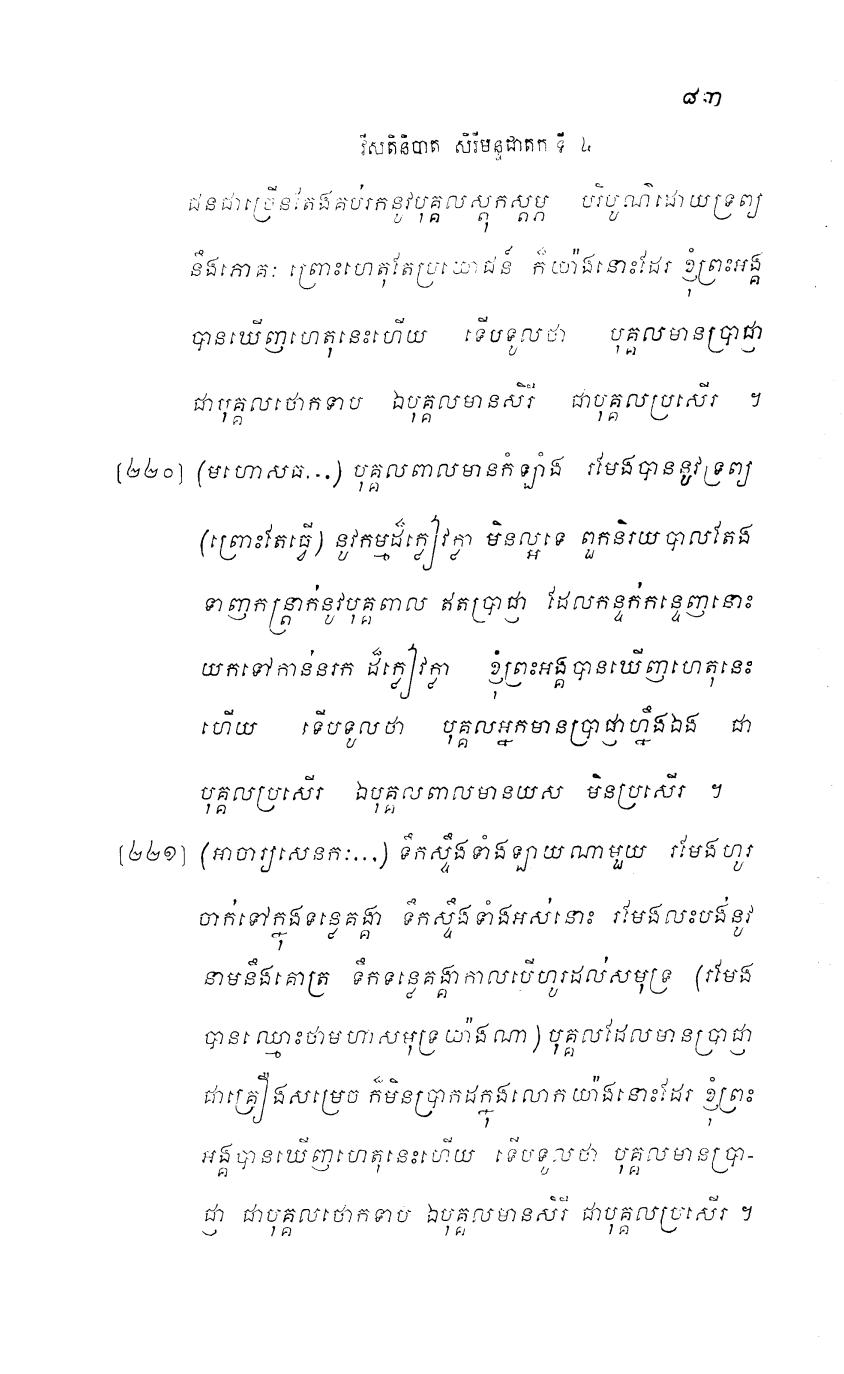 ៨៣
វីសតិនិបាត សិរីមន្ទជាតក ទី ៤
ជនជាច្រើនតែងគប់រកនូវបុគ្គលស្តុកស្តម្ភ បរិបូណ៌ដោយទ្រព្យ
នឹងភោគៈ ព្រោះហេតុតែប្រយោជន៍ ក៏យ៉ាងនោះដែរ ខ្ញុំព្រះអង្គ
បានឃើញហេតុនេះហើយ ទើបទូលថា បុគ្គលមានប្រាជ្ញា
ជាបុគ្គលថោកទាប ឯបុគ្គលមានសិរី ជាបុគ្គលប្រសើរ ។
[២២០] (មហោសធ...) បុគ្គលពាលមានកំឡាំង រមែងបាននូវទ្រព្យ
(ព្រោះតែធ្វើ) នូវកម្មដ៏ក្លៀវក្លា មិនល្អទេ ពួកនិរយបាលតែង
ទាញកន្ត្រាក់នូវបុគ្គពាល ឥតប្រាជ្ញា ដែលកន្ទក់កន្ទេញនោះ
យកទៅកាន់នរក ដ៏ក្លៀវក្លា ខ្ញុំព្រះអង្គបានឃើញហេតុនេះ
ហើយ ទើបទូលថា បុគ្គលអ្នកមានប្រាជ្ញាហ្នឹងឯង ជា
បុគ្គលប្រសើរ ឯបុគ្គលពាលមានយស មិនប្រសើរ ។
[២២១] (អាចារ្យសេនកៈ...) ទឹកស្ទឹងទាំងឡាយណាមួយ រមែងហូរ
ចាក់ទៅក្នុងទន្លេគង្គា ទឹកស្ទឹងទាំងអស់នោះ រមែងលះបង់នូវ
នាមនឹងគោត្រ ទឹកទន្លេគង្គាកាលបើហូរដល់សមុទ្រ (រមែង
បានឈ្មោះថាមហាសមុទ្រយ៉ាងណា) បុគ្គលដែលមានប្រាជ្ញា
ជាគ្រឿងសម្រេច ក៏មិនប្រាកដក្នុងលោកយ៉ាងនោះដែរ ខ្ញុំព្រះ
អង្គបានឃើញហេតុនេះហើយ ទើបទូលថា បុគ្គលមានប្រា-
ជ្ញា ជាបុគ្គលថោកទាប ឯបុគ្គលមានសិរី ជាបុគ្គលប្រសើរ ។